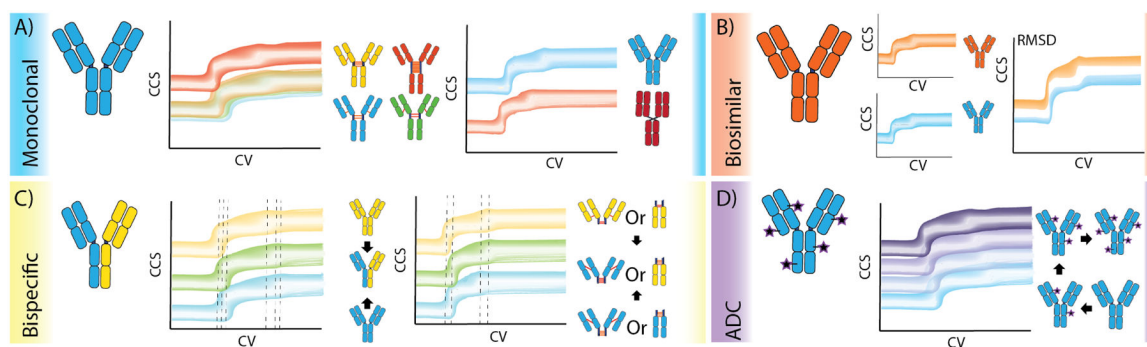 A)
Monoclonal
CCS
CV
CCS
CV
B)
Biosimilar
CCS
CV
CCS
CV
RMSD
CCS
CV
C)
Bispecific
CCS
CV
CCS
CV
Or
Or
Or
D)
ADC
CCS
CV